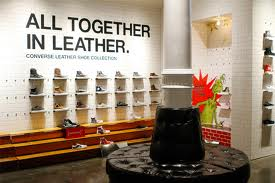 ALL TOGETHER
IN LEATHER.
CONVERSE LEATHER SHOE COLLECTION